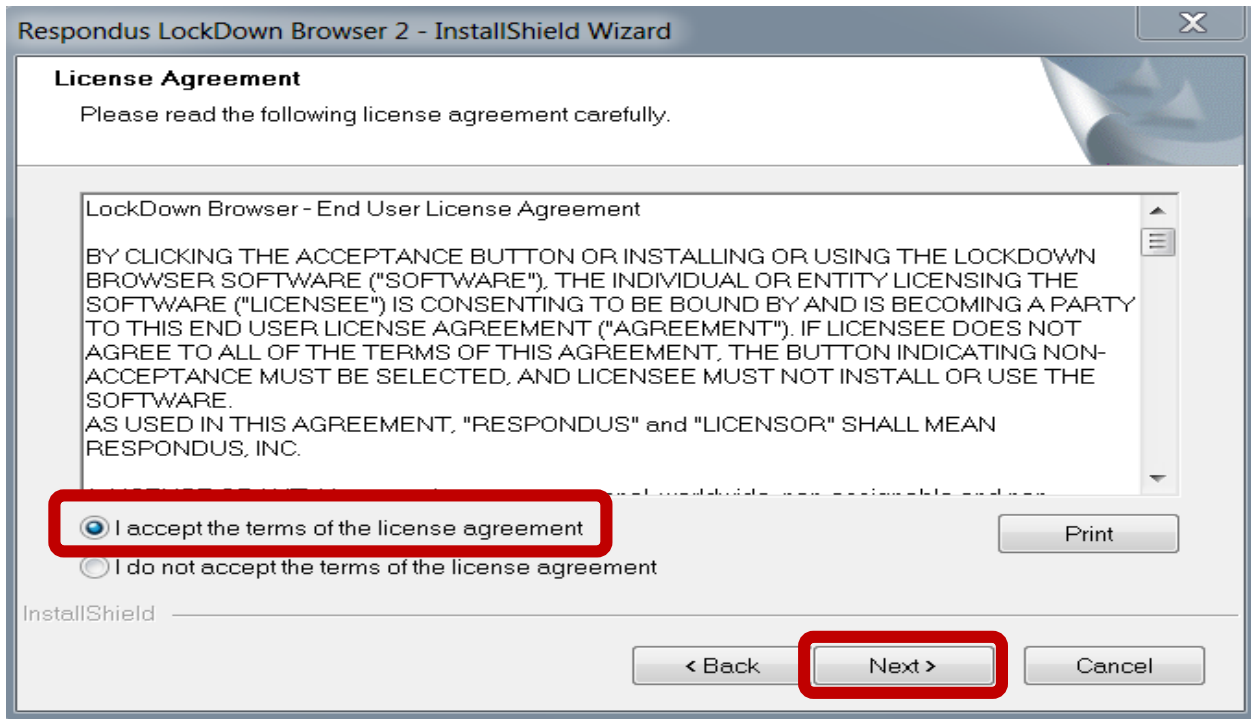 Respondus LockDown Browser 2 - InstallShield Wizard
X
License Agreement
Please read the following license agreement carefully.
LockDown Browser - End User License Agreement
BY CLICKING THE ACCEPTANCE BUTTON OR INSTALLING OR USING THE LOCKDOWN
BROWSER SOFTWARE ("SOFTWARE"), THE INDIVIDUAL OR ENTITY LICENSING THE
SOFTWARE ("LICENSEE") IS CONSENTING TO BE BOUND BY AND IS BECOMING A PARTY
TO THIS END USER LICENSE AGREEMENT ("AGREEMENT"). IF LICENSEE DOES NOT
AGREE TO ALL OF THE TERMS OF THIS AGREEMENT, THE BUTTON INDICATING NON-
ACCEPTANCE MUST BE SELECTED, AND LICENSEE MUST NOT INSTALL OR USE THE
SOFTWARE.
AS USED IN THIS AGREEMENT, "RESPONDUS" and "LICENSOR" SHALL MEAN
RESPONDUS, INC.
I accept the terms of the license agreement
Print
I do not accept the terms of the license agreement
InstallShield
< Back
Next >
Cancel